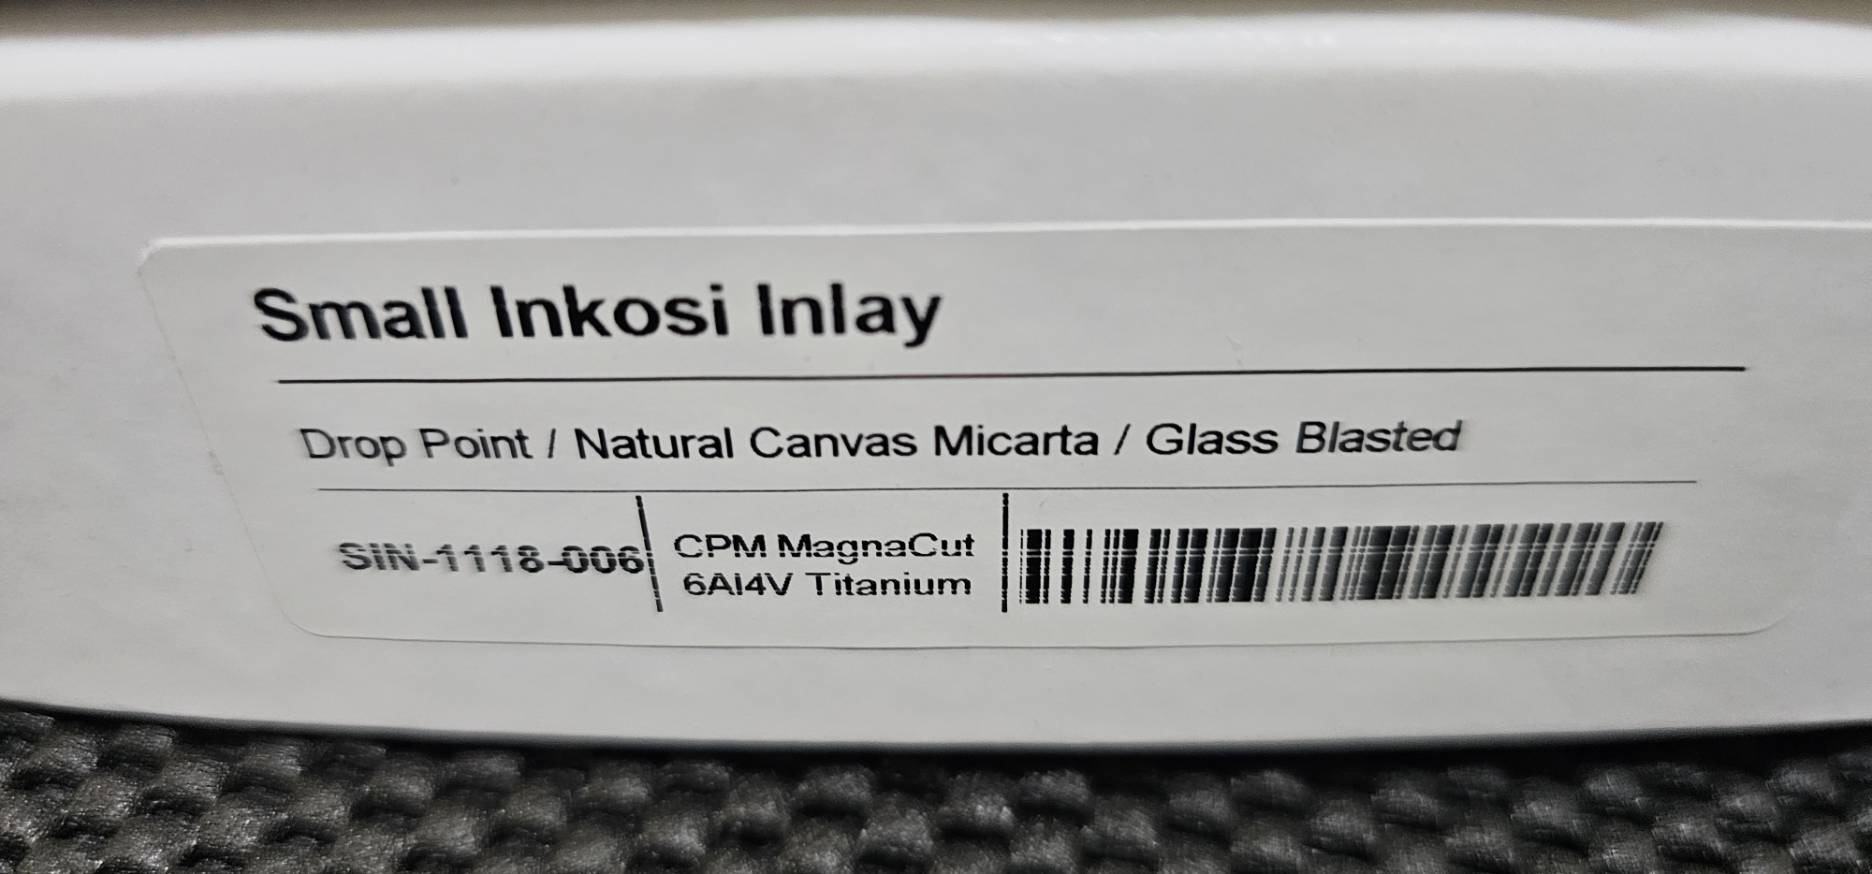 Small Inkosi Inlay
Drop Point / Natural Canvas Micarta / Glass Blasted
SIN-1118-006
CPM MagnaCut
6Al4V Titanium